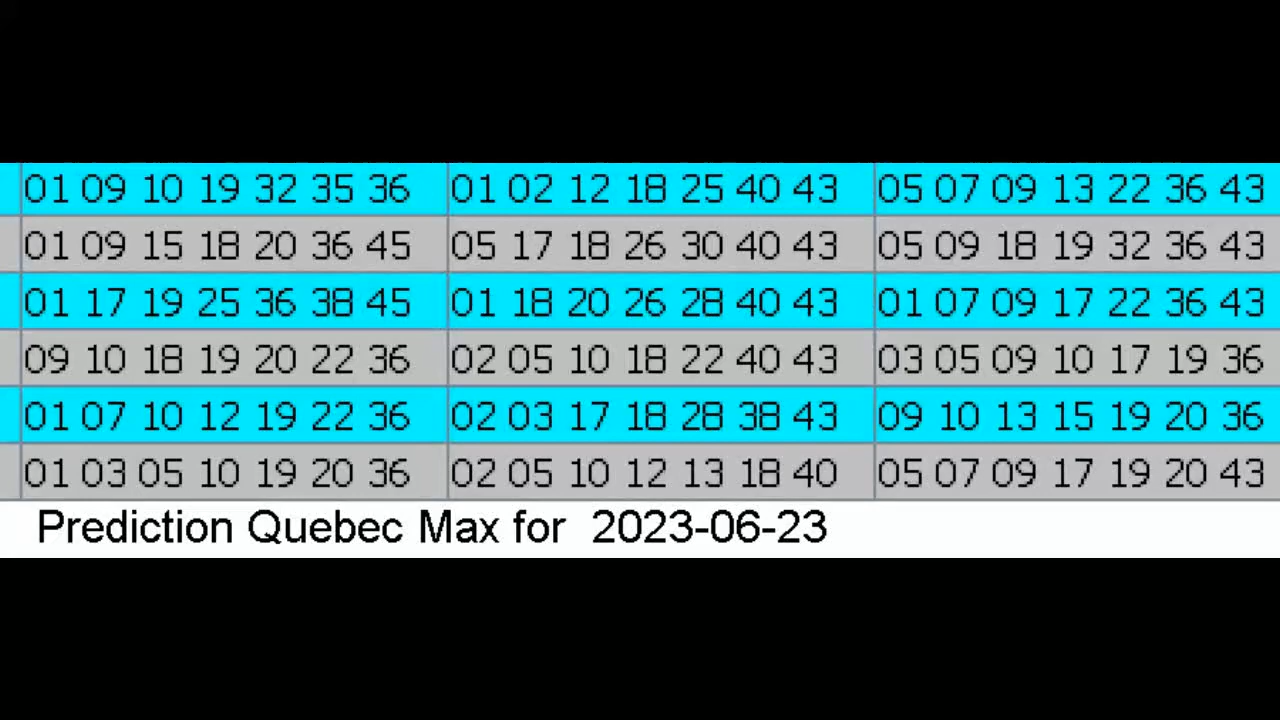 01 09 10 19 32 35 36 01 02 12 18 25 40 43 05 07 09 13 22 36 43
01 09 15 18 20 36 45 05 17 18 26 30 40 43 05 09 18 19 32 36 43
01 17 19 25 36 38 45 01 18 20 26 28 40 43 01 07 09 17 22 36 43
09 10 18 19 20 22 36 02 05 10 18 22 40 43 03 05 09 10 17 19 36
01 07 10 12 19 22 36 02 03 17 18 28 38 43 09 10 13 15 19 20 36
01 03 05 10 19 20 36 02 05 10 12 13 18 40 05 07 09 17 19 20 43
Prediction Quebec Max for 2023-06-23